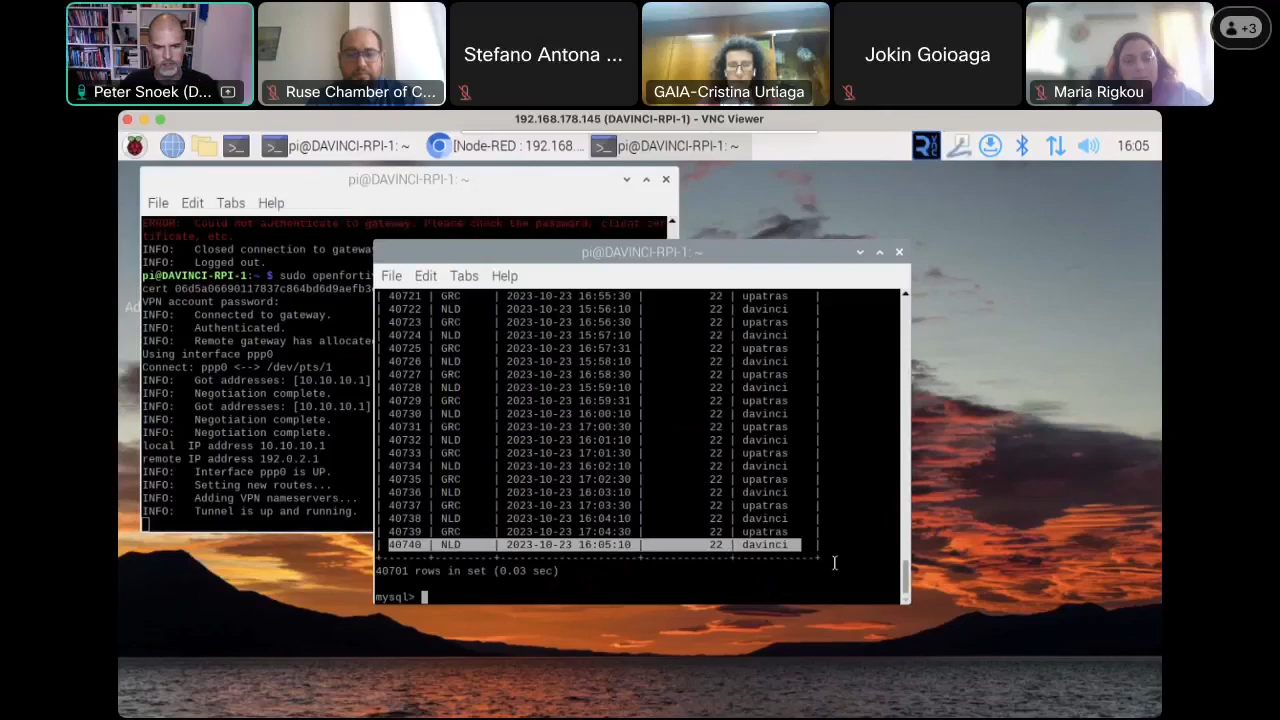 Peter Snoek (D...
Ruse Chamber of C...
Stefano Antona ...
GAIA-Cristina Urtiaga
Jokin Goioaga
Maria Rigkou
+3
192.168.178.145 (DAVINCI-RPI-1) - VNC Viewer
pi@DAVINCI-RPI-1: ~
[Node-RED : 192.168....
pi@DAVINCI-RPI-1: ~
16:05
pi@DAVINCI-RPI-1: ~
File Edit Tabs Help
ERROR: Could not authenticate to gateway. Please check the password, client cer
tificate, etc.
INFO: Closed connection to gateway
INFO: Logged out.
pi@DAVINCI-RPI-1:~ $ sudo openforti
cert 06d5a06690117837c864bd6d9aefb3
VPN account password:
INFO: Connected to gateway.
INFO: Authenticated.
INFO: Remote gateway has allocate
Using interface ppp0
Connect: ppp0 <--> /dev/pts/1
INFO: Got addresses: [10.10.10.1]
INFO: Negotiation complete.
INFO: Got addresses: [10.10.10.1]
INFO: Negotiation complete.
INFO: Negotiation complete.
local IP address 10.10.10.1
remote IP address 192.0.2.1
INFO: Interface ppp0 is UP.
INFO: Setting new routes...
INFO: Adding VPN nameservers...
INFO: Tunnel is up and running.
pi@DAVINCI-RPI-1: ~
File Edit Tabs Help
| 40721 | GRC | 2023-10-23 16:55:30 | 22 | upatras |
| 40722 | NLD | 2023-10-23 15:56:10 | 22 | davinci |
| 40723 | GRC | 2023-10-23 16:56:30 | 22 | upatras |
| 40724 | NLD | 2023-10-23 15:57:10 | 22 | davinci |
| 40725 | GRC | 2023-10-23 16:57:31 | 22 | upatras |
| 40726 | NLD | 2023-10-23 15:58:10 | 22 | davinci |
| 40727 | GRC | 2023-10-23 16:58:30 | 22 | upatras |
| 40728 | NLD | 2023-10-23 15:59:10 | 22 | davinci |
| 40729 | GRC | 2023-10-23 16:59:31 | 22 | upatras |
| 40730 | NLD | 2023-10-23 16:00:10 | 22 | davinci |
| 40731 | GRC | 2023-10-23 17:00:30 | 22 | upatras |
| 40732 | NLD | 2023-10-23 16:01:10 | 22 | davinci |
| 40733 | GRC | 2023-10-23 17:01:30 | 22 | upatras |
| 40734 | NLD | 2023-10-23 16:02:10 | 22 | davinci |
| 40735 | GRC | 2023-10-23 17:02:30 | 22 | upatras |
| 40736 | NLD | 2023-10-23 16:03:10 | 22 | davinci |
| 40737 | GRC | 2023-10-23 17:03:30 | 22 | upatras |
| 40738 | NLD | 2023-10-23 16:04:10 | 22 | davinci |
| 40739 | GRC | 2023-10-23 17:04:30 | 22 | upatras |
| 40740 | NLD | 2023-10-23 16:05:10 | 22 | davinci |
40701 rows in set (0.03 sec)
mysql>